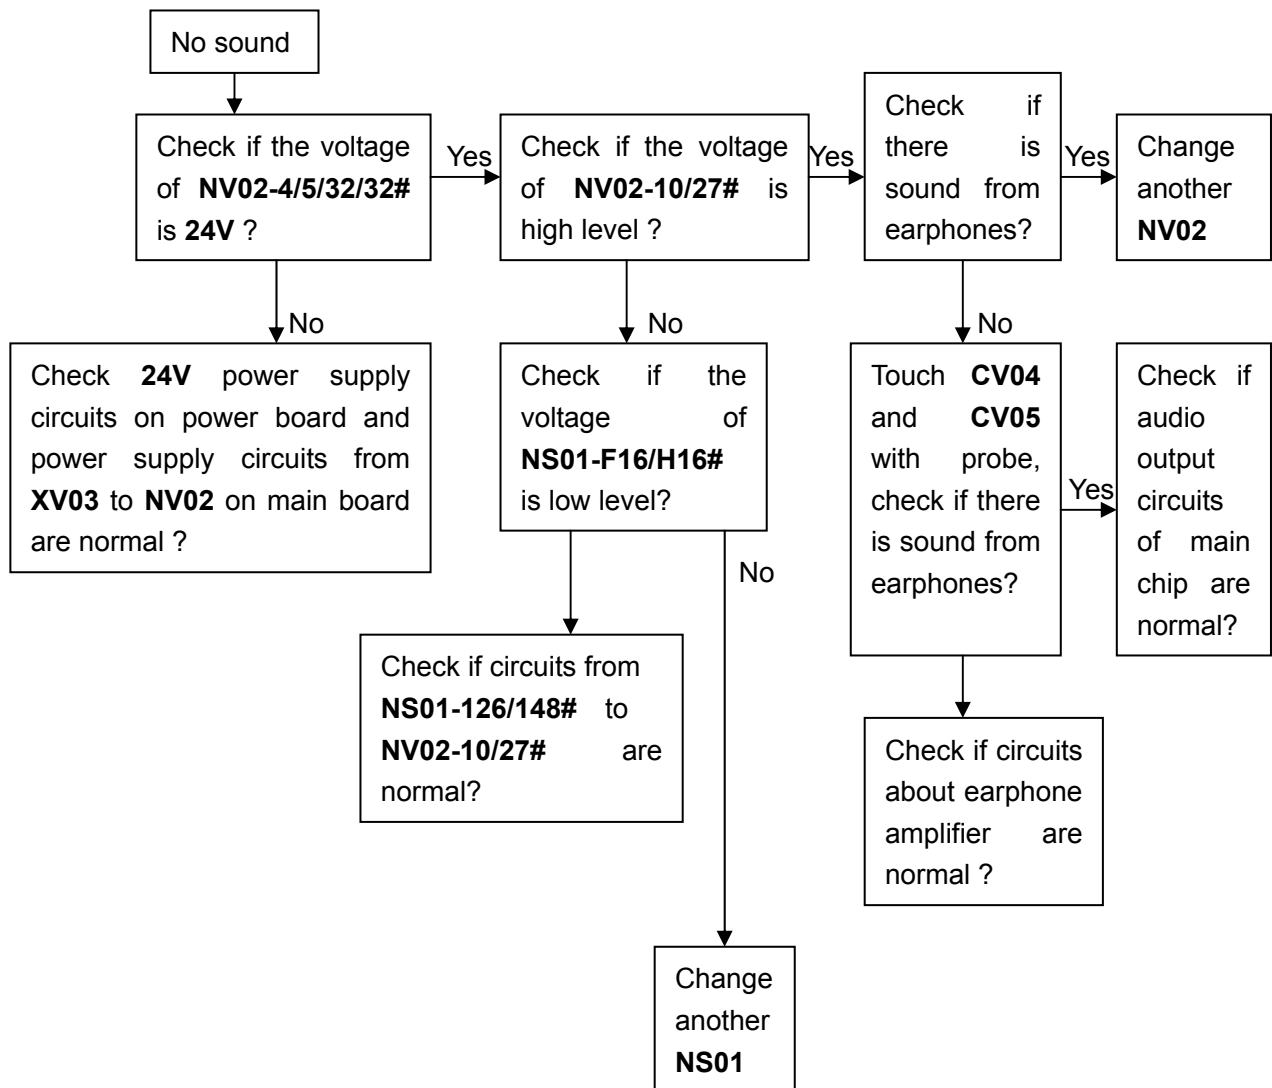 No sound
Check if the voltage
of NV02-4/5/32/32#
is 24V ?
Yes
Check if the voltage
of NV02-10/27# is
high level ?
Yes
Check if
there is
sound from
earphones?
Yes
Change
another
NV02
No
No
No
Check 24V power supply
circuits on power board and
power supply circuits from
XV03 to NV02 on main board
are normal ?
Check if the
voltage of
NS01-F16/H16#
is low level?
Touch CV04
and CV05
with probe,
check if there
is sound from
earphones?
Yes
Check if
audio
output
circuits
of main
chip are
normal?
No
Check if circuits from
NS01-126/148# to
NV02-10/27# are
normal?
Check if circuits
about earphone
amplifier are
normal ?
Change
another
NS01